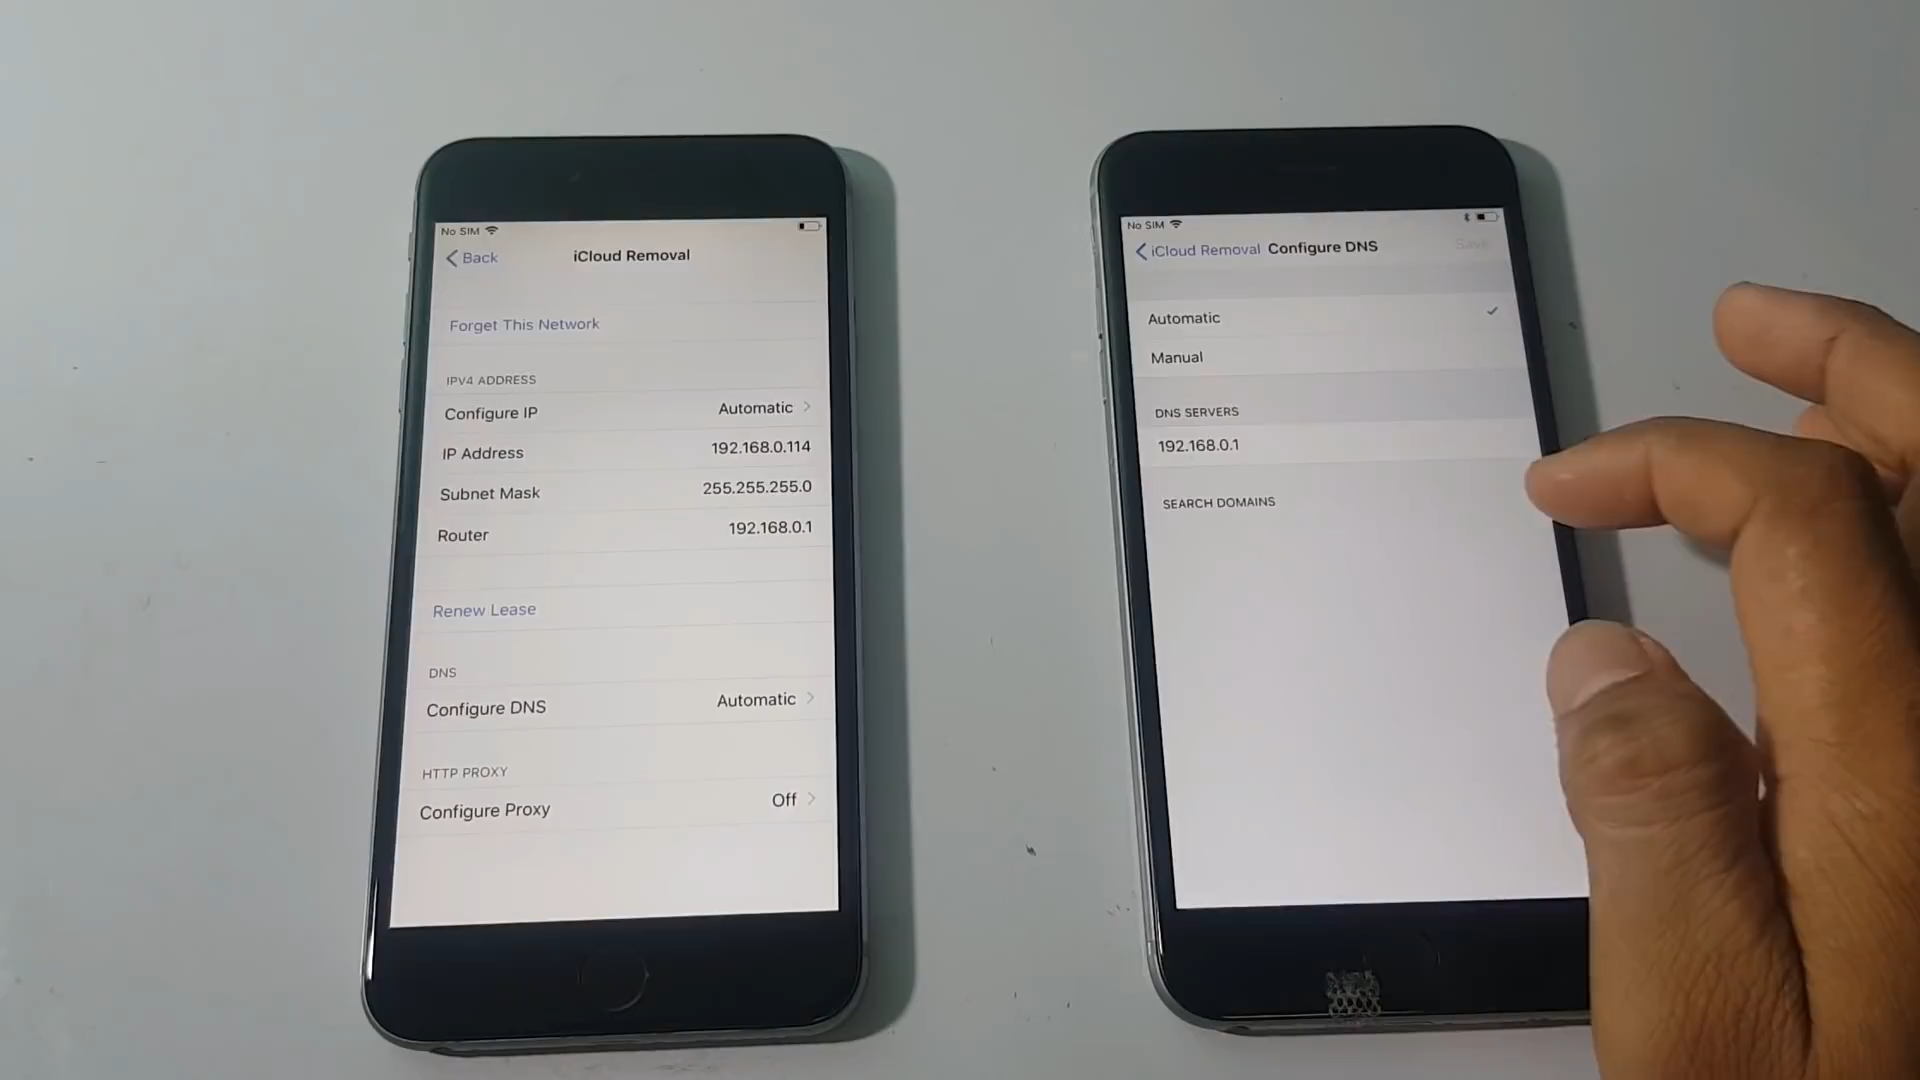 No SIM
Back
iCloud Removal
Forget This Network
IPV4 ADDRESS
Configure IP Automatic
IP Address 192.168.0.114
Subnet Mask 255.255.255.0
Router 192.168.0.1
Renew Lease
DNS
Configure DNS Automatic
HTTP PROXY
Configure Proxy Off
No SIM
iCloud Removal Configure DNS Save
Automatic
Manual
DNS SERVERS
192.168.0.1
SEARCH DOMAINS